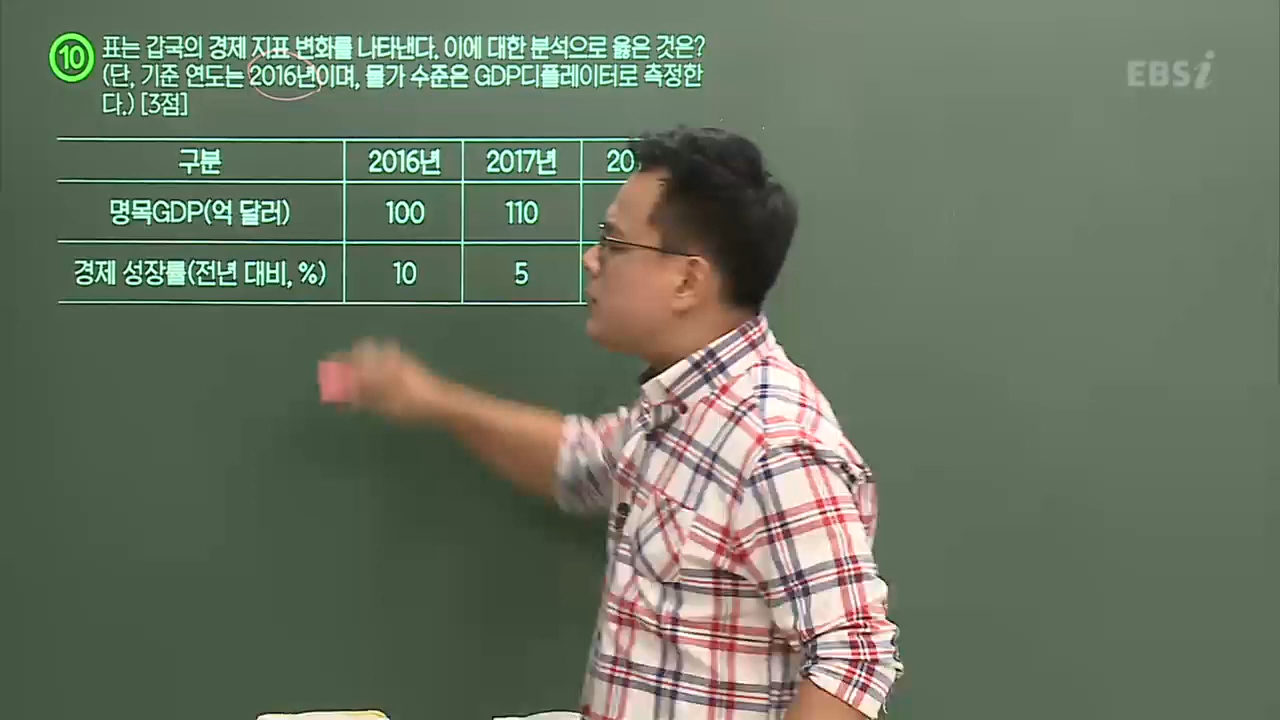 10 표는 갑국의 경제 지표 변화를 나타낸다. 이에 대한 분석으로 옳은 것은?
(단, 기준 연도는 2016년이며, 물가 수준은 GDP디플레이터로 측정한
다.) [3점]
EBSi
구분 2016년 2017년 20
명목GDP(억 달러) 100 110
경제 성장률(전년 대비, %) 10 5